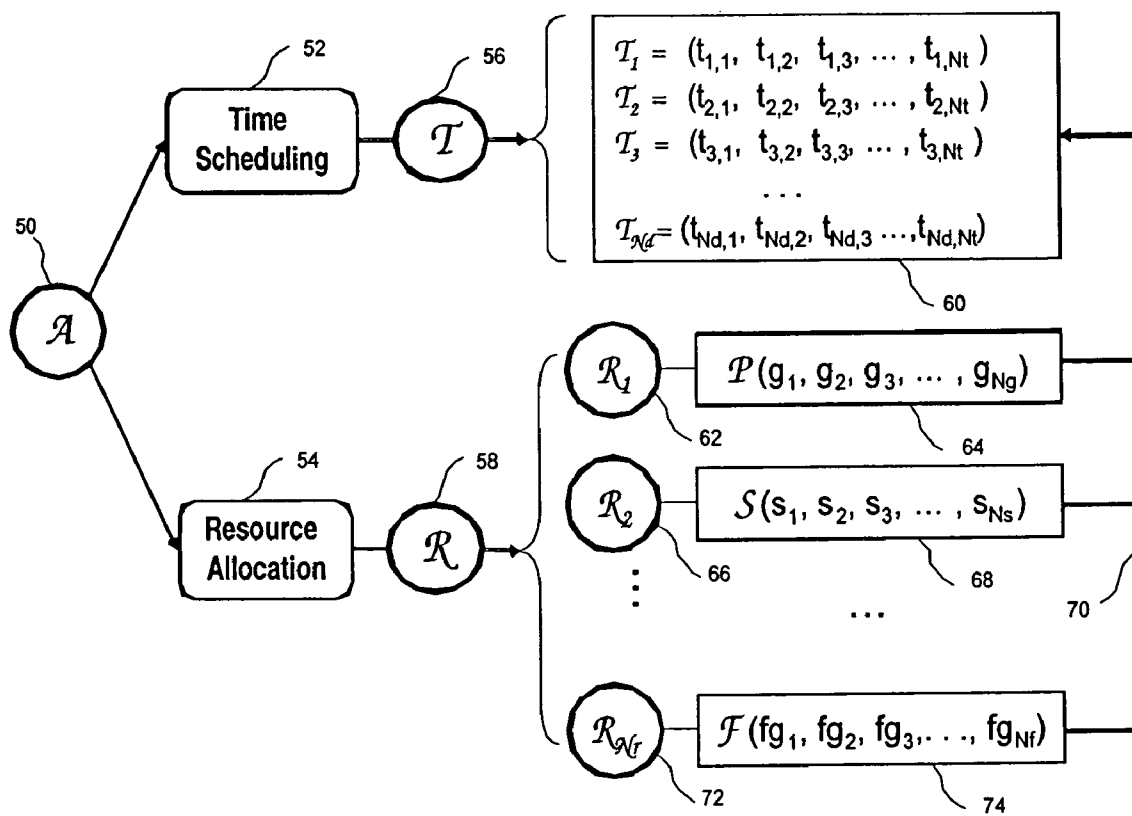 52
56
Time
Scheduling
𝒯
𝒯₁ = (t₁,₁, t₁,₂, t₁,₃, ... , t₁,Nt )
𝒯₂ = (t₂,₁, t₂,₂, t₂,₃, ... , t₂,Nt )
𝒯₃ = (t₃,₁, t₃,₂, t₃,₃, ... , t₃,Nt )
...
𝒯Nd = (tNd,₁, tNd,₂, tNd,₃ ...,tNd,Nt)
60
50
𝒜
54
58
Resource
Allocation
ℛ
ℛ₁
𝒫(g₁, g₂, g₃, ... , gNg)
62
64
ℛ₂
𝒮(s₁, s₂, s₃, ... , sNs)
66
68
...
...
70
ℛNr
ℱ(fg₁, fg₂, fg₃,..., fgNf)
72
74